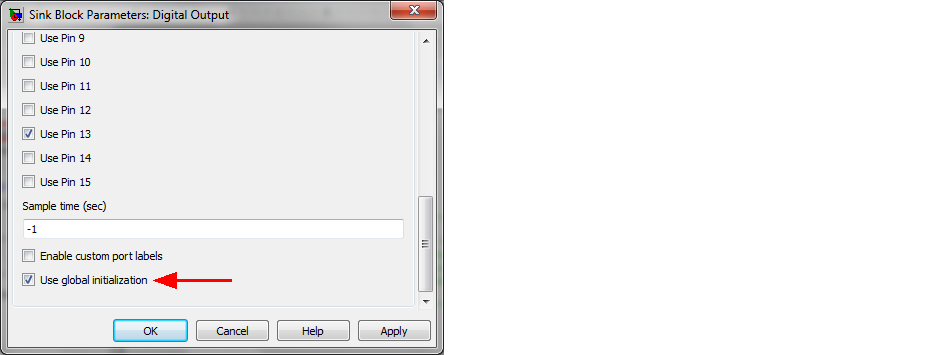 Sink Block Parameters: Digital Output
Use Pin 9
Use Pin 10
Use Pin 11
Use Pin 12
Use Pin 13
Use Pin 14
Use Pin 15
Sample time (sec)
-1
Enable custom port labels
Use global initialization
OK Cancel Help Apply